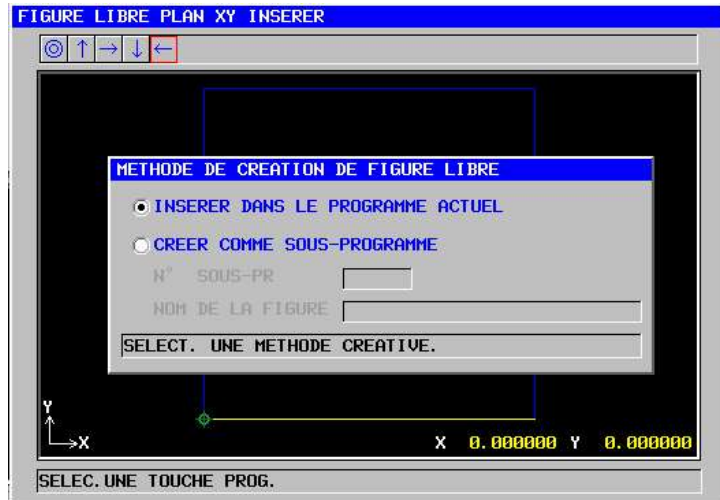 FIGURE LIBRE PLAN XY INSERER
METHODE DE CREATION DE FIGURE LIBRE
INSERER DANS LE PROGRAMME ACTUEL
CREER COMME SOUS-PROGRAMME
N° SOUS-PR
NOM DE LA FIGURE
SELECT. UNE METHODE CREATIVE.
Y
X
X 0.000000 Y 0.000000
SELEC.UNE TOUCHE PROG.